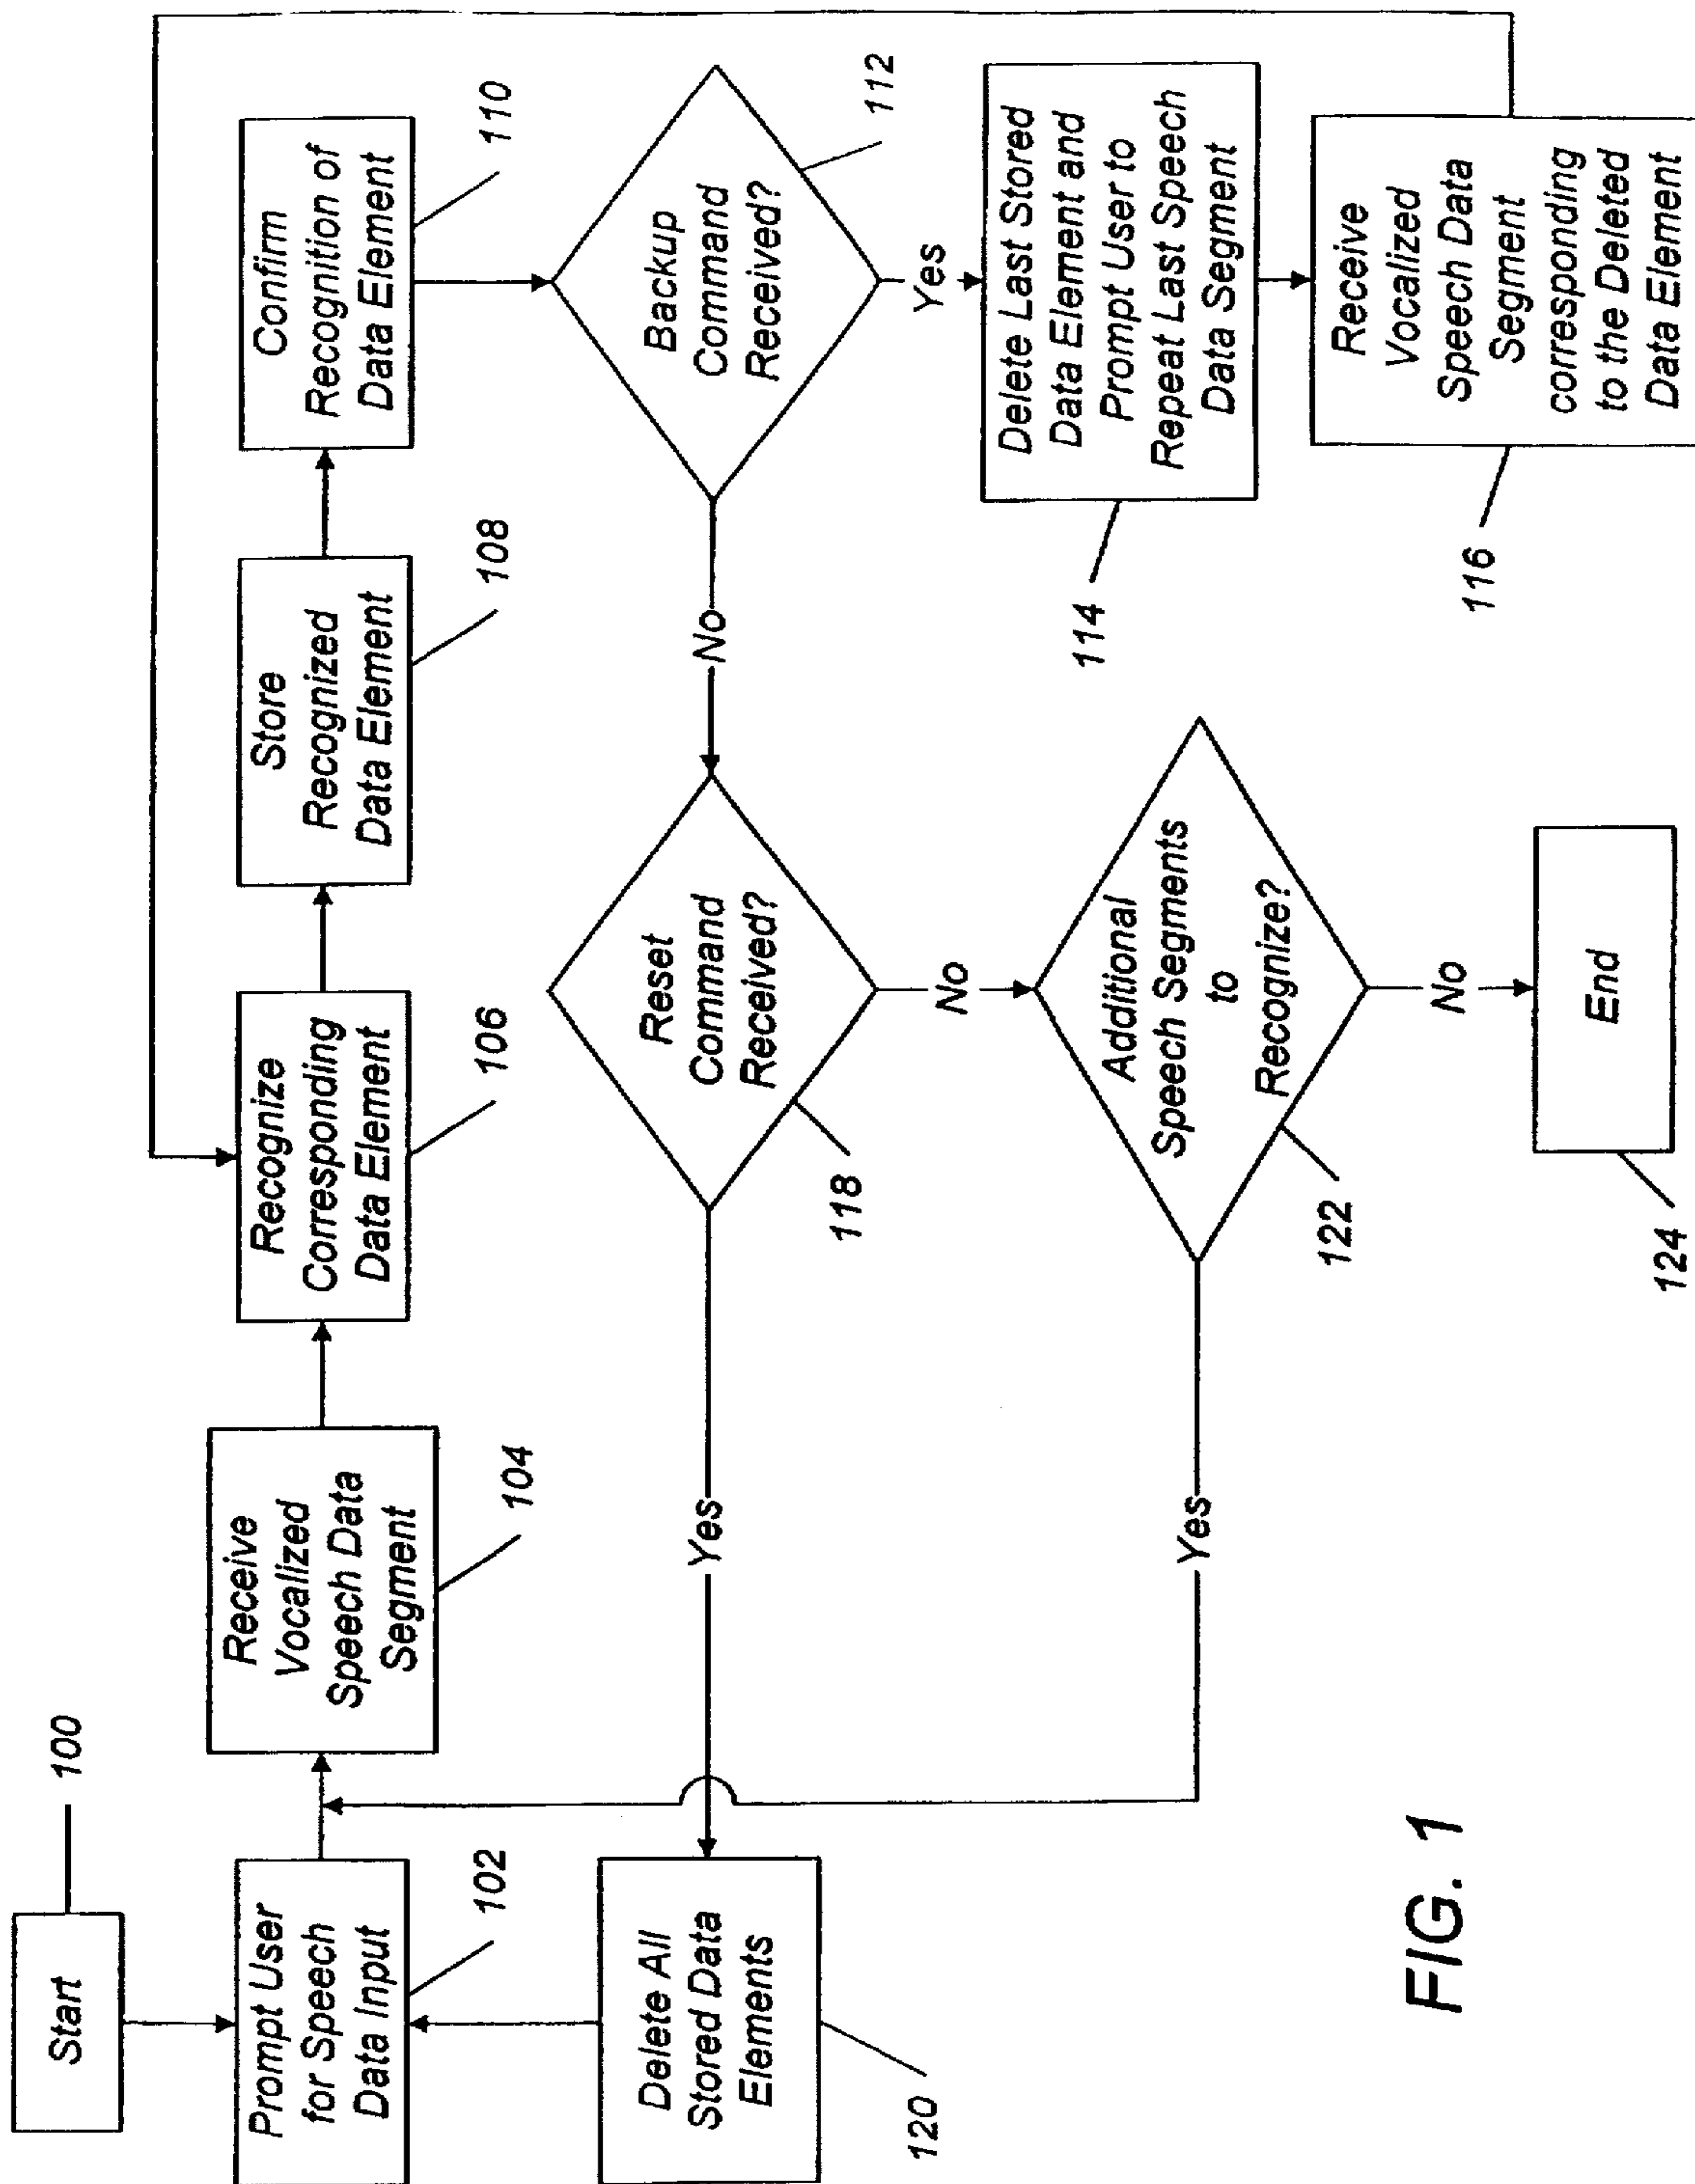 Start
100
Prompt User
for Speech
Data Input
102
Receive
Vocalized
Speech Data
Segment
104
Recognize
Corresponding
Data Element
106
Store
Recognized
Data Element
108
Confirm
Recognition of
Data Element
110
Backup
Command
Received?
112
Yes
No
Delete Last Stored
Data Element and
Prompt User to
Repeat Last Speech
Data Segment
114
Receive
Vocalized
Speech Data
Segment
corresponding
to the Deleted
Data Element
116
Reset
Command
Received?
118
Yes
No
Delete All
Stored Data
Elements
120
Additional
Speech Segments
to
Recognize?
122
Yes
No
End
124
FIG. 1